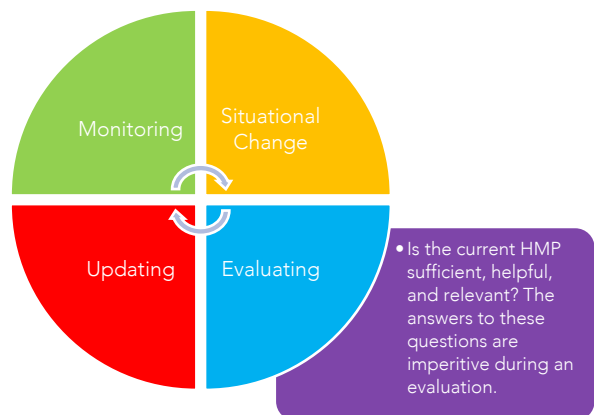 Monitoring
Situational
Change
Updating
Evaluating
• Is the current HMP
sufficient, helpful,
and relevant? The
answers to these
questions are
imperitive during an
evaluation.